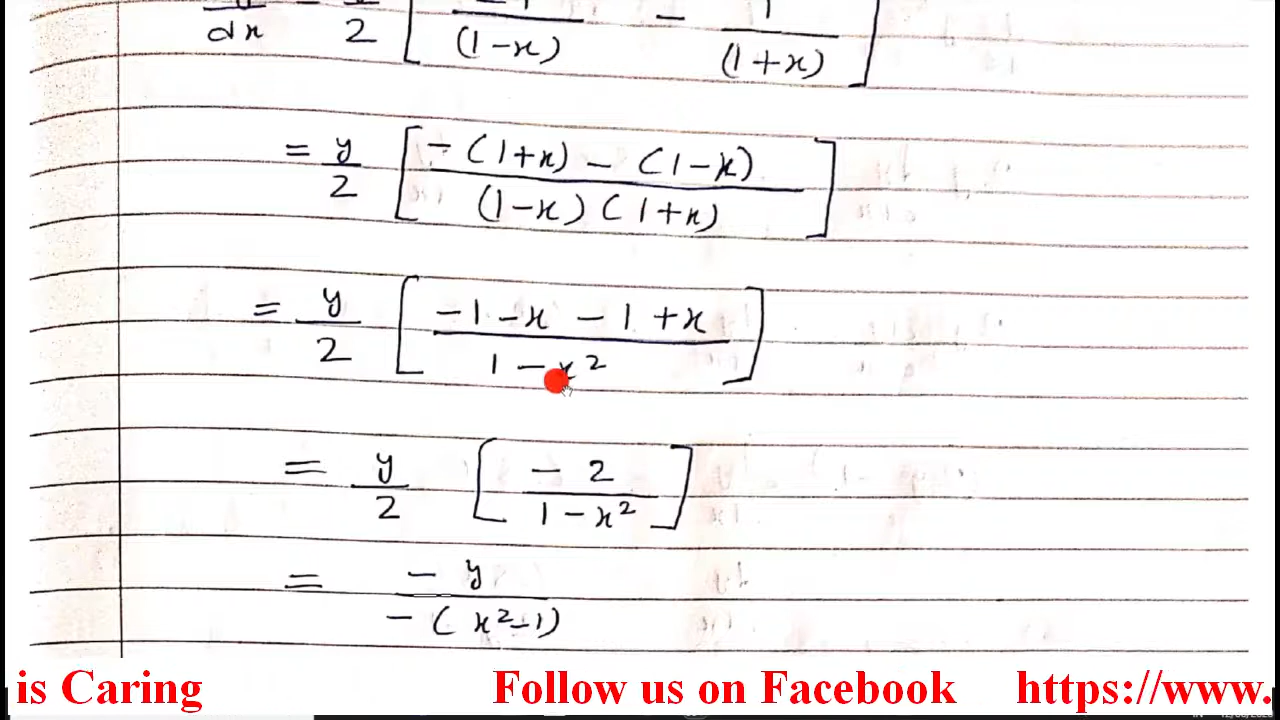 dx 2 [ (1-x) - 1/(1+x) ]
= y/2 [ -(1+x) - (1-x) / (1-x)(1+x) ]
= y/2 [ -1-x-1+x / 1-x² ]
= y/2 [ -2 / 1-x² ]
= -y / -(x²-1)
is Caring Follow us on Facebook https://www.